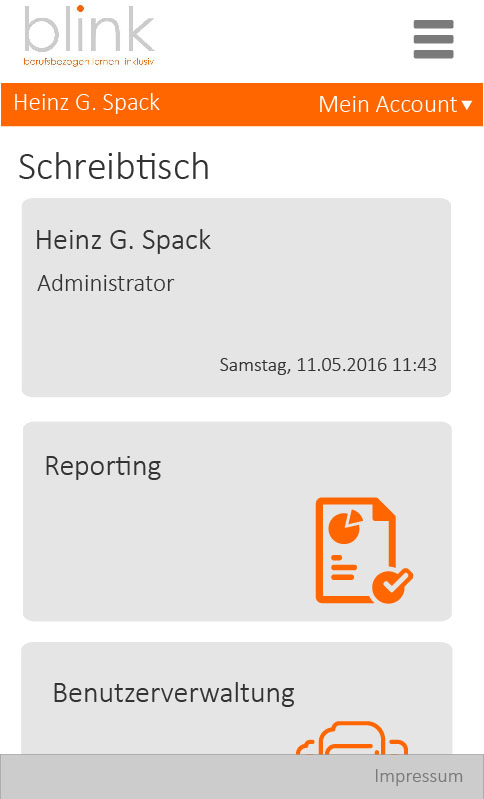 blink
berufsbezogen lernen inklusiv
Heinz G. Spack
Mein Account
Schreibtisch
Heinz G. Spack
Administrator
Samstag, 11.05.2016 11:43
Reporting
Benutzerverwaltung
Impressum